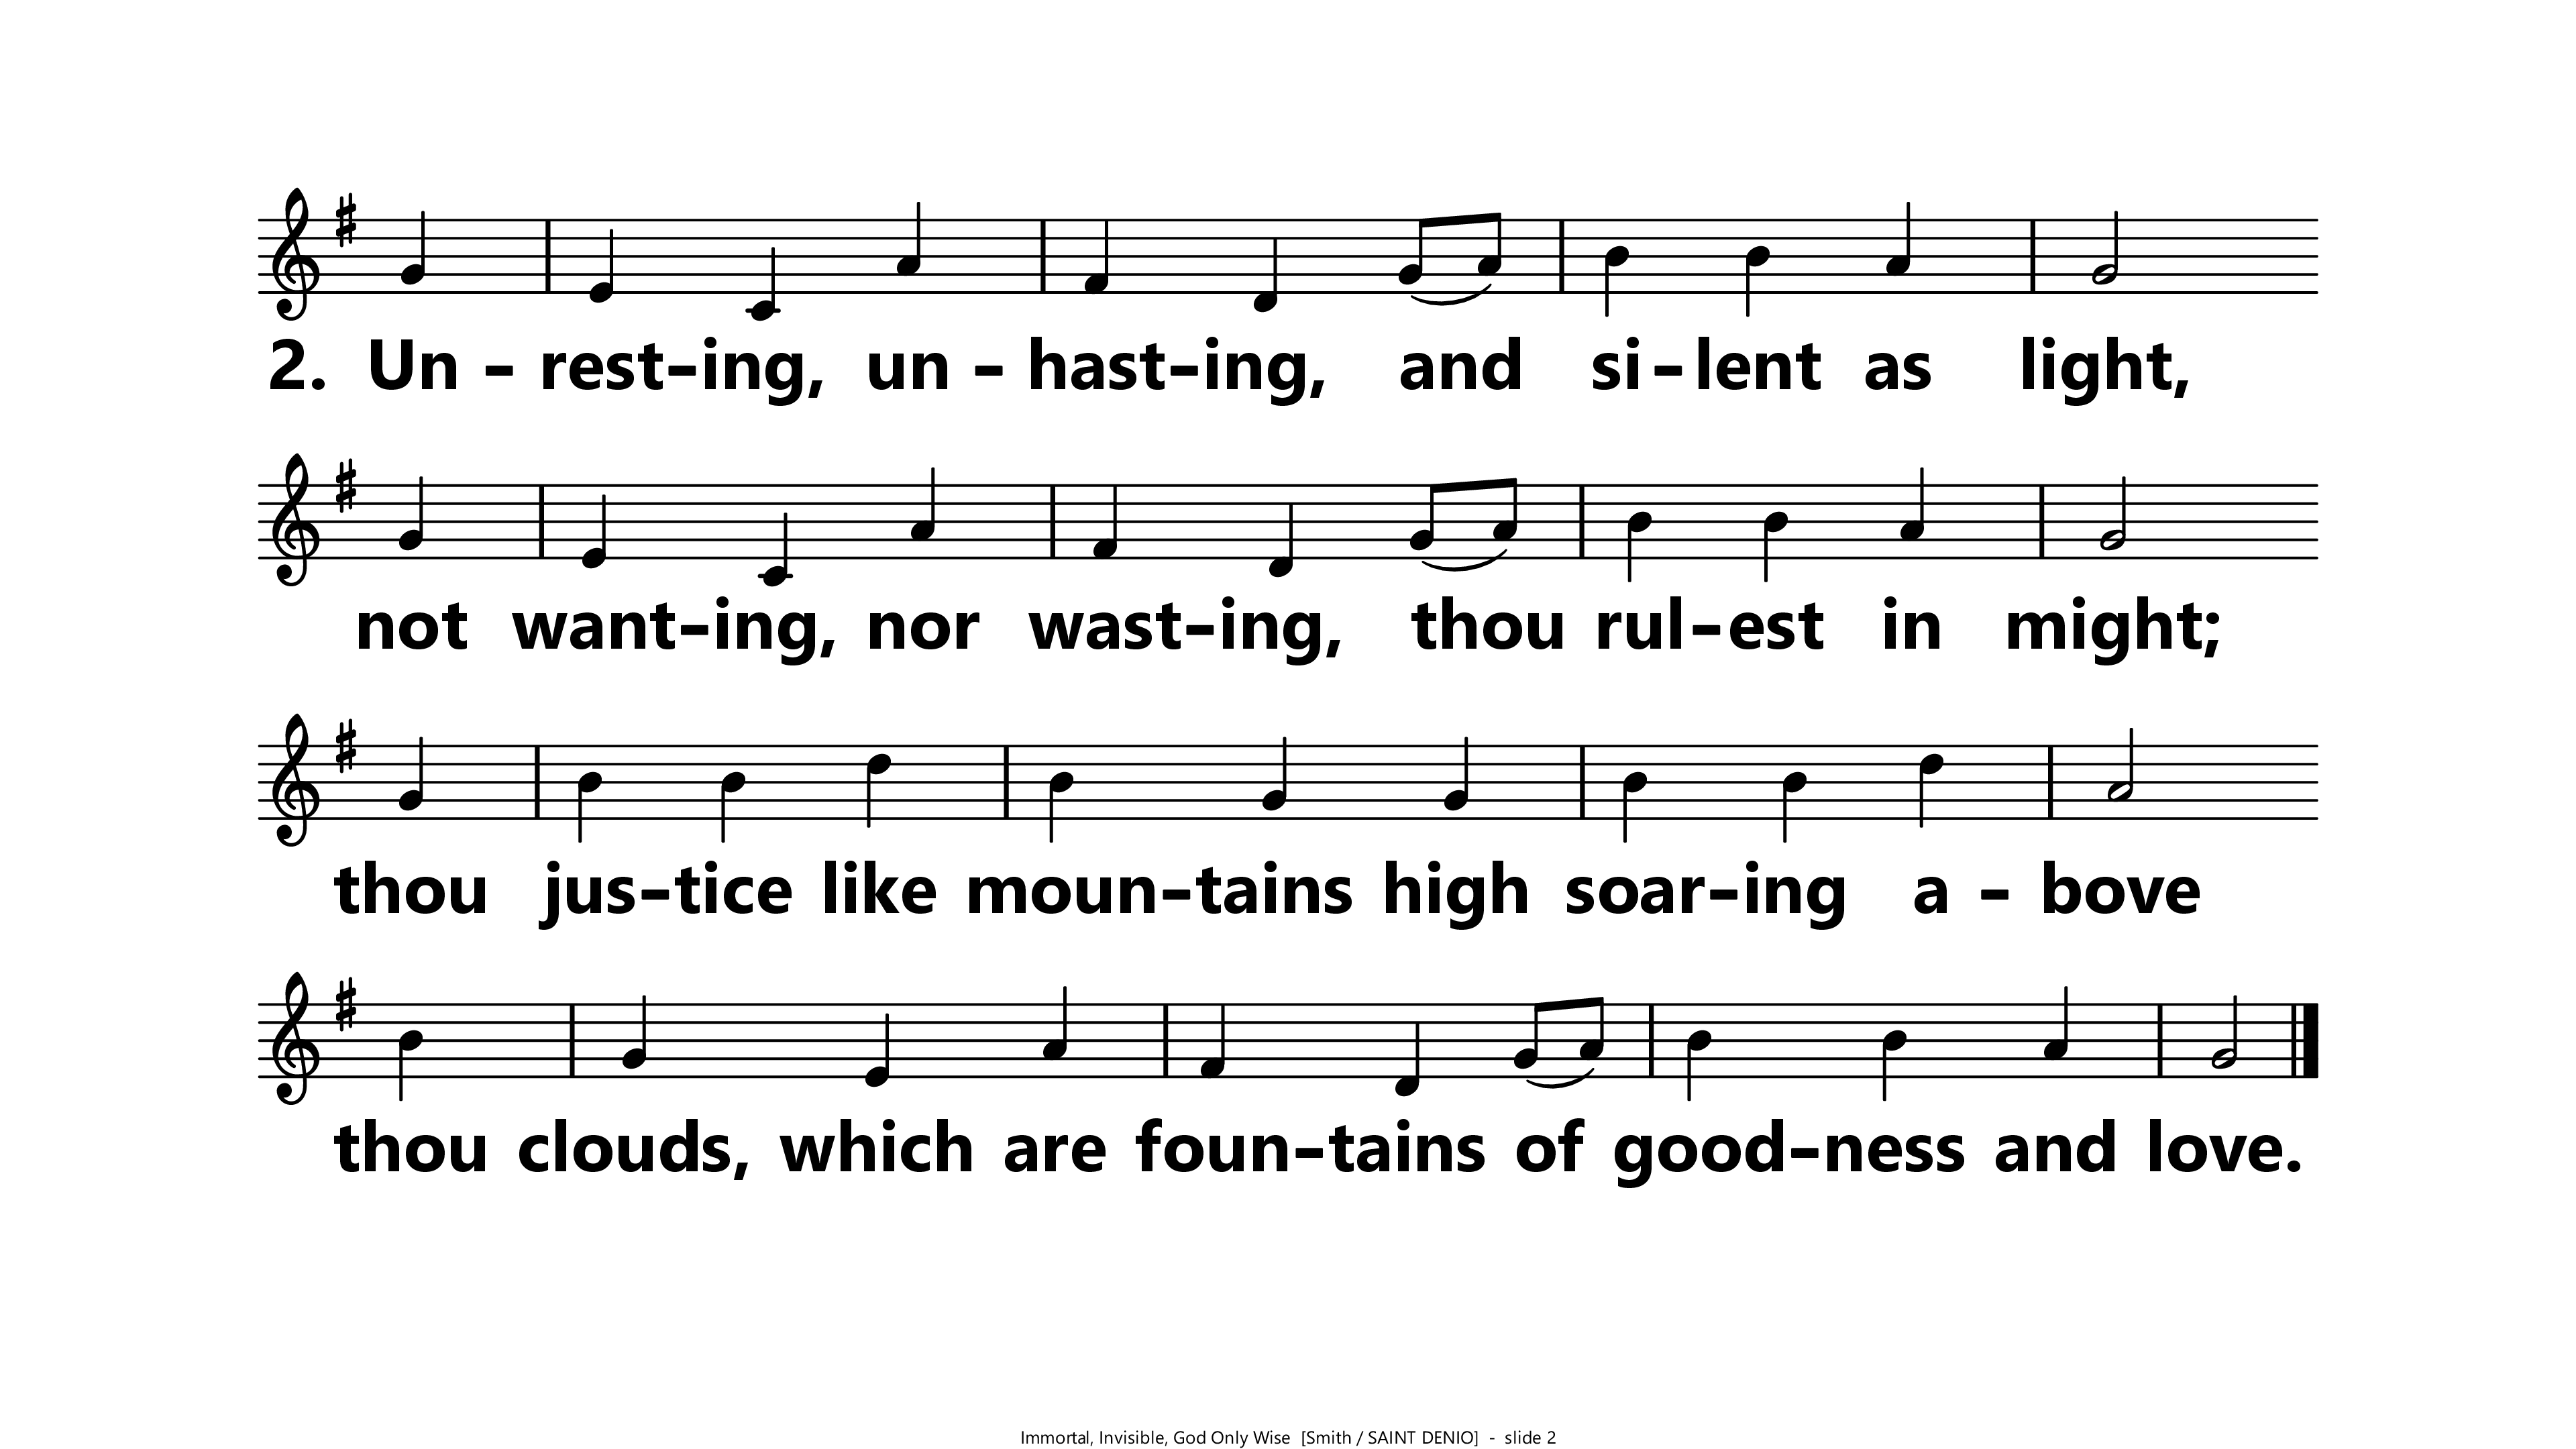 2. Un - rest-ing, un - hast-ing, and si-lent as light,
not want-ing, nor wast-ing, thou rul-est in might;
thou jus-tice like moun-tains high soar-ing a - bove
thou clouds, which are foun-tains of good-ness and love.
Immortal, Invisible, God Only Wise [Smith / SAINT DENIO] - slide 2